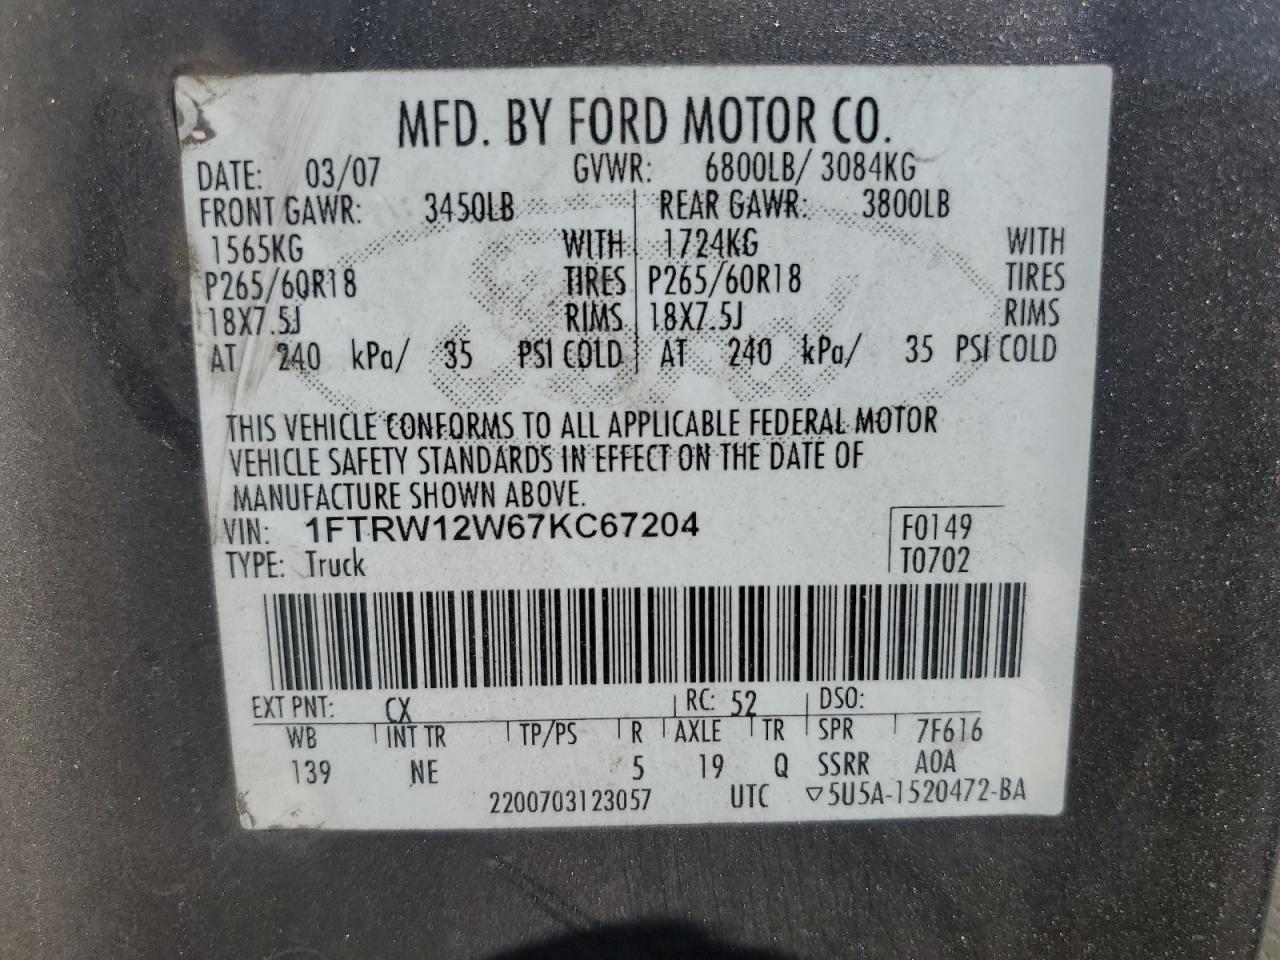 MFD. BY FORD MOTOR CO.
DATE: 03/07 GVWR: 6800LB/ 3084KG
FRONT GAWR: 3450LB REAR GAWR: 3800LB
1565KG WITH 1724KG WITH
P265/60R18 TIRES P265/60R18 TIRES
18X7.5J RIMS 18X7.5J RIMS
AT 240 kPa/ 35 PSI COLD AT 240 kPa/ 35 PSI COLD
THIS VEHICLE CONFORMS TO ALL APPLICABLE FEDERAL MOTOR
VEHICLE SAFETY STANDARDS IN EFFECT ON THE DATE OF
MANUFACTURE SHOWN ABOVE.
VIN: 1FTRW12W67KC67204 F0149
TYPE: Truck T0702
EXT PNT: CX RC: 52 DSO:
WB INT TR TP/PS R AXLE TR SPR 7F616
139 NE 5 19 Q SSRR A0A
2200703123057 UTC ▽5U5A-1520472-BA